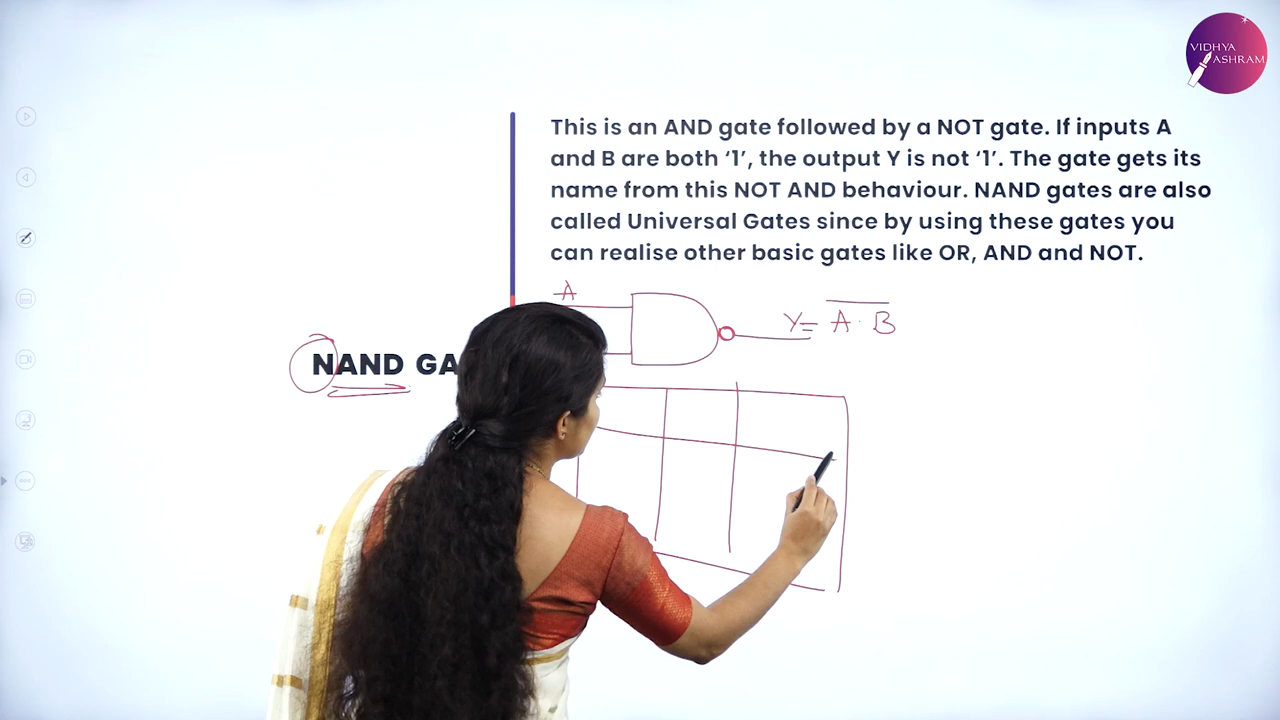 VIDHYA
ASHRAM
This is an AND gate followed by a NOT gate. If inputs A
and B are both ‘1’, the output Y is not ‘1’. The gate gets its
name from this NOT AND behaviour. NAND gates are also
called Universal Gates since by using these gates you
can realise other basic gates like OR, AND and NOT.
A
Y= A · B
NAND GA